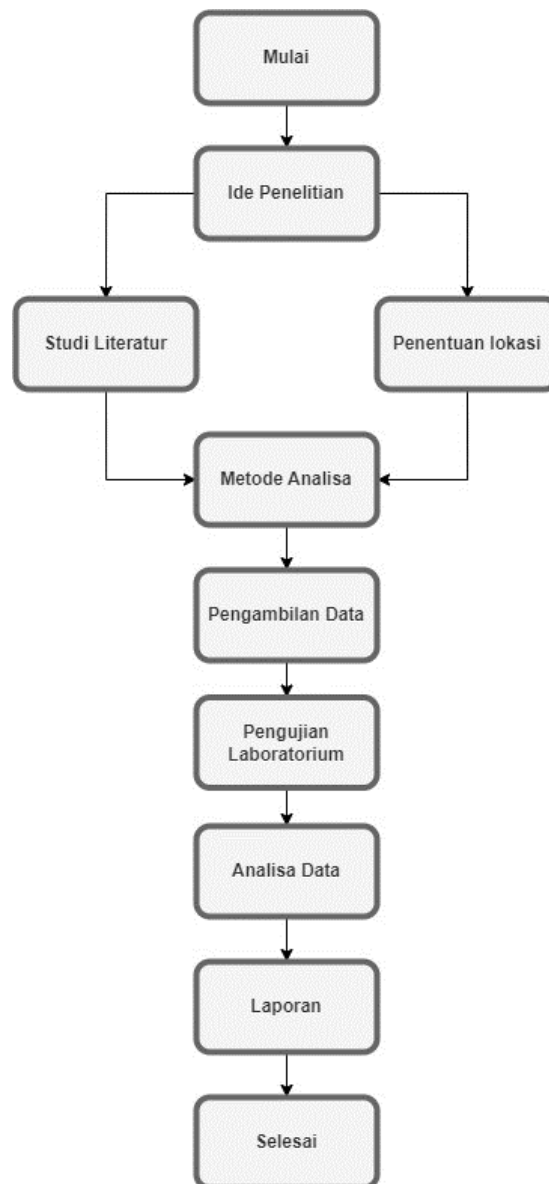 Mulai
Ide Penelitian
Studi Literatur
Penentuan lokasi
Metode Analisa
Pengambilan Data
Pengujian
Laboratorium
Analisa Data
Laporan
Selesai